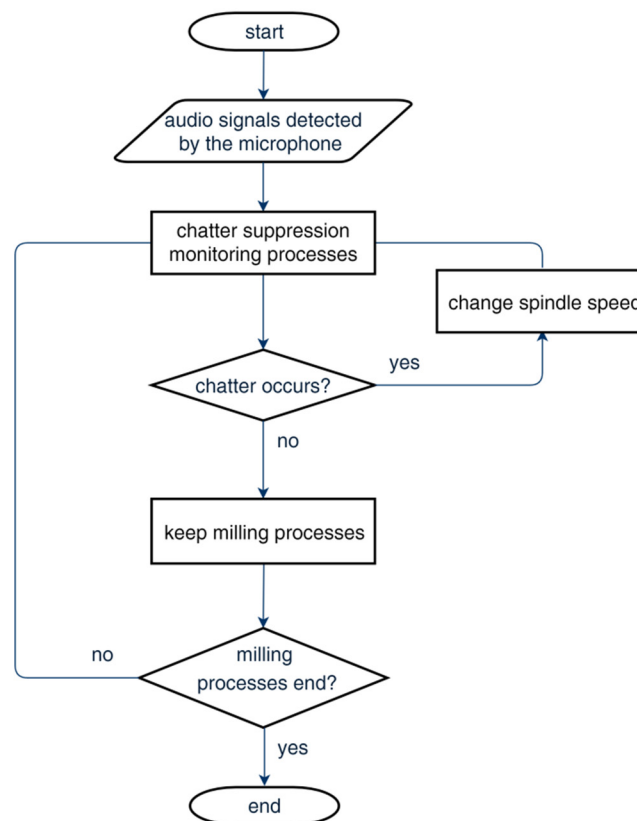 start
audio signals detected
by the microphone
chatter suppression
monitoring processes
change spindle speed
yes
chatter occurs?
no
keep milling processes
no
milling
processes end?
yes
end